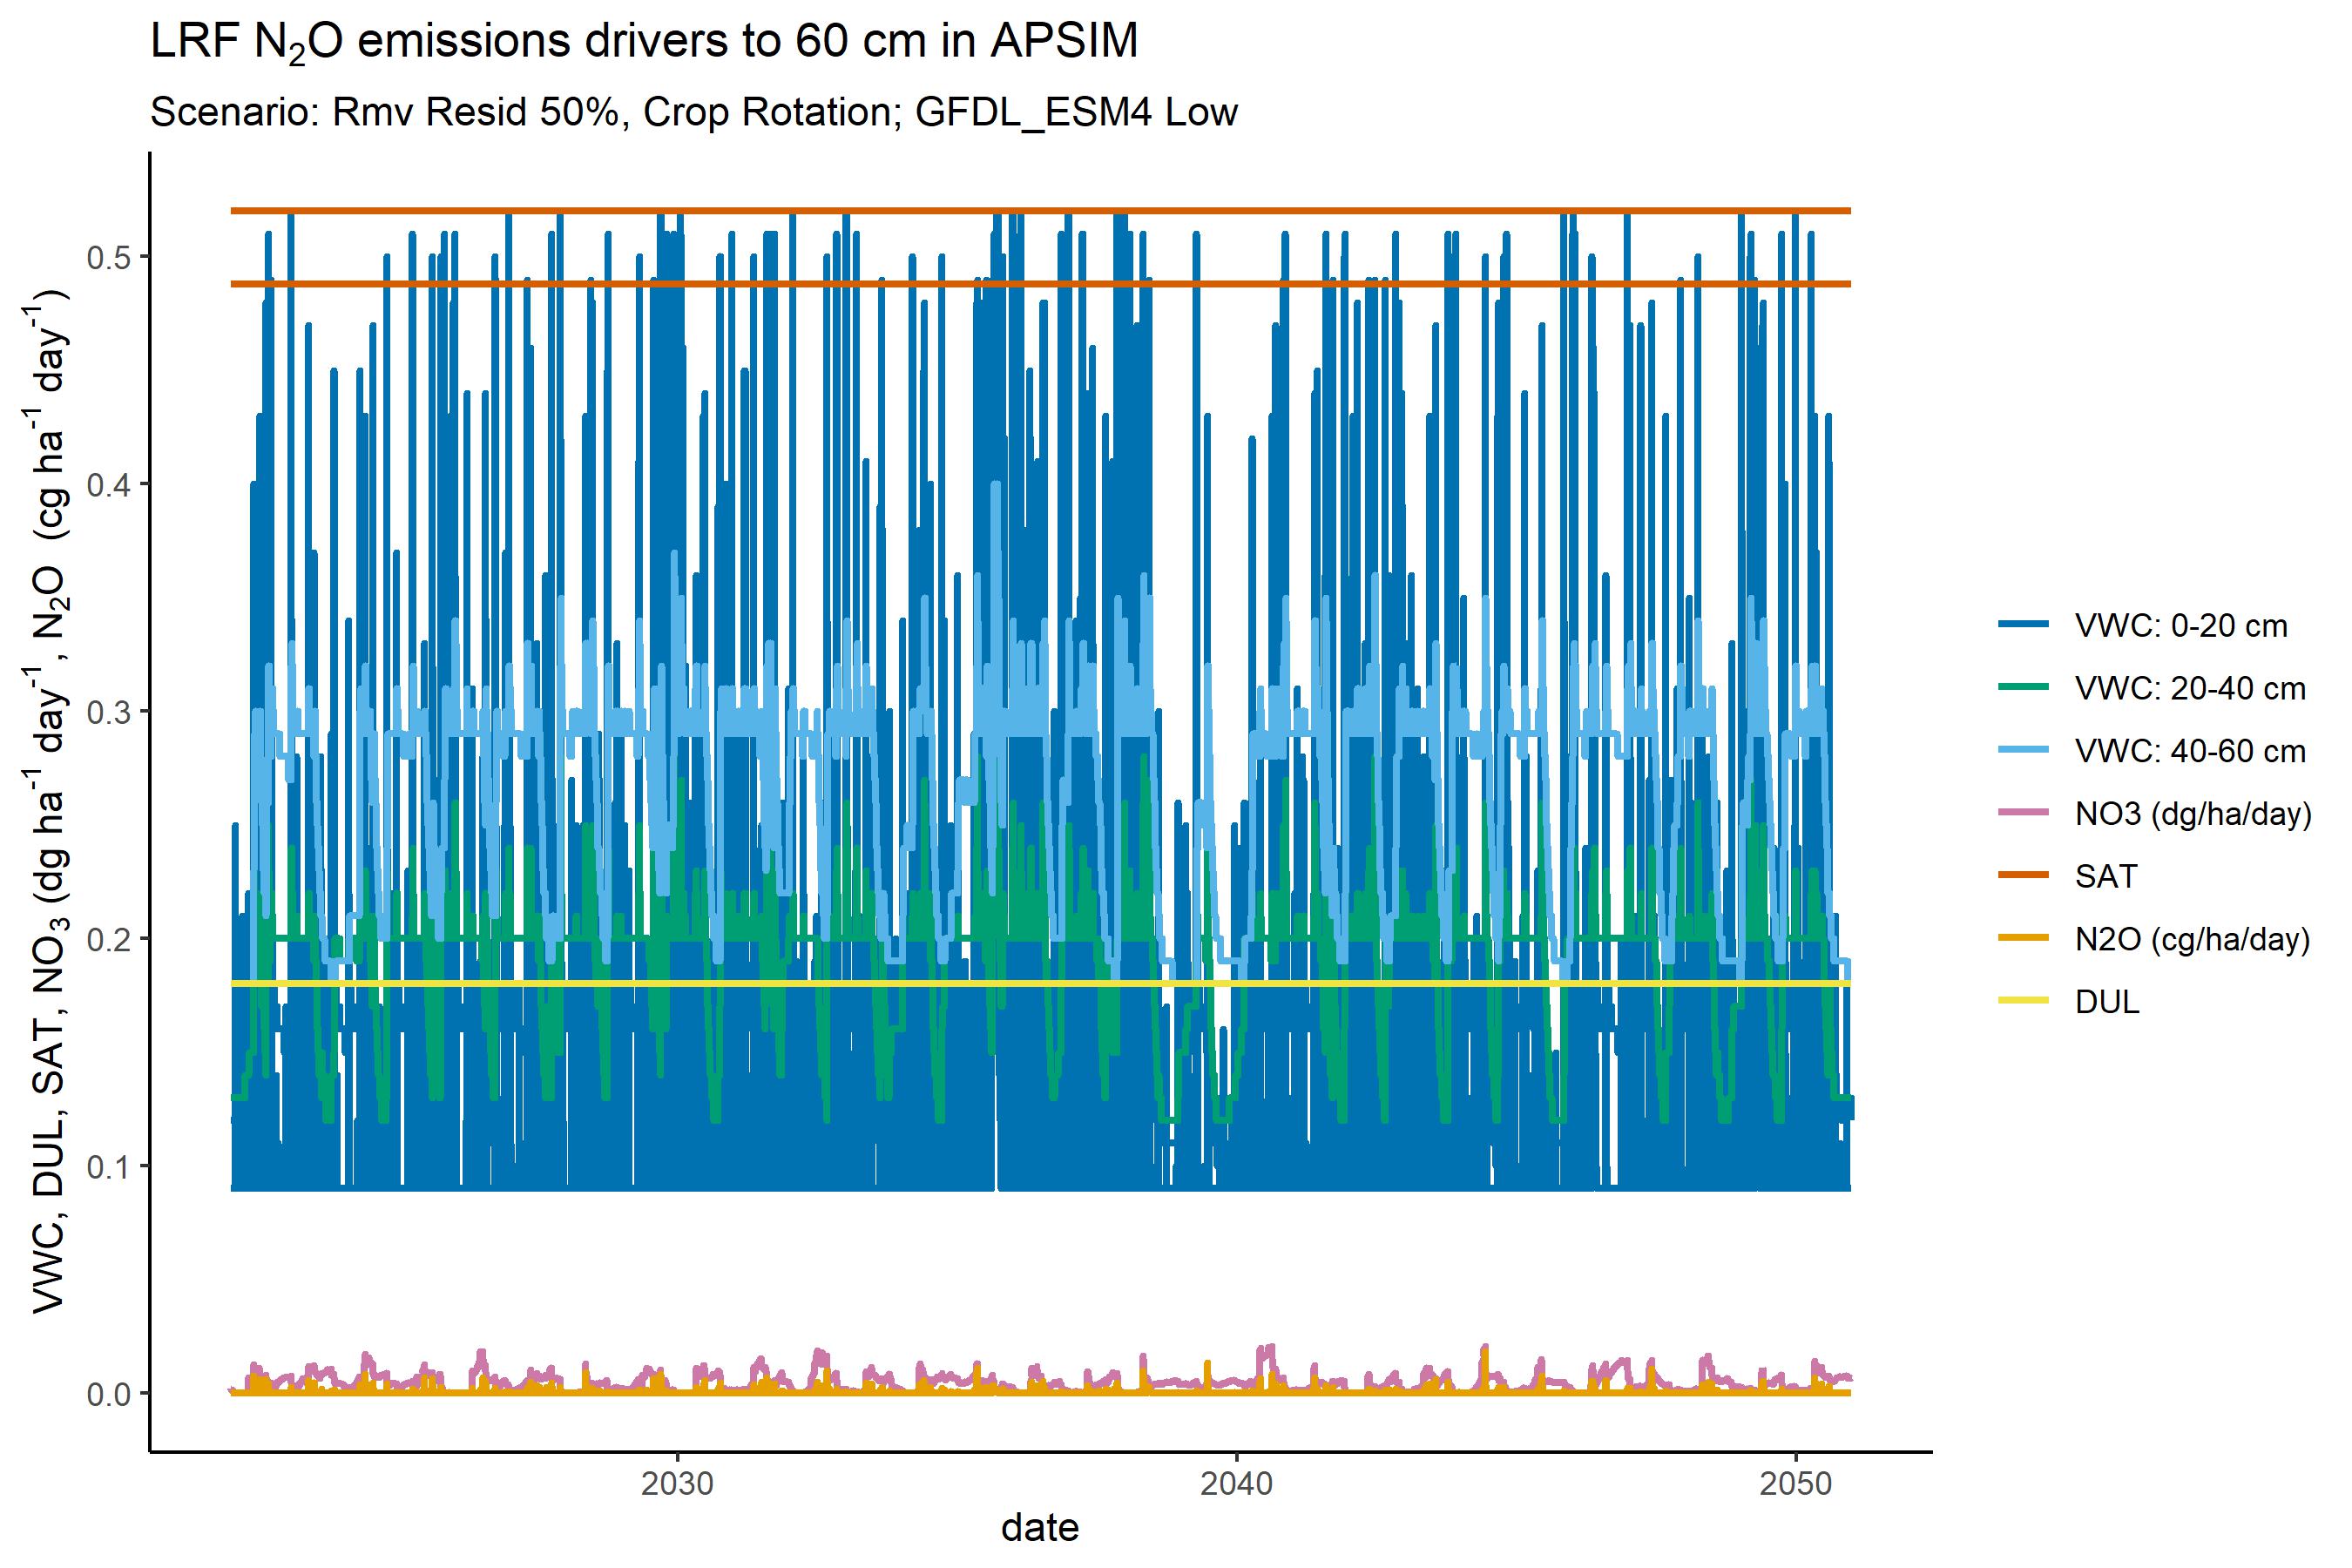 LRF N₂O emissions drivers to 60 cm in APSIM
Scenario: Rmv Resid 50%, Crop Rotation; GFDL_ESM4 Low
VWC, DUL, SAT, NO₃ (dg ha⁻¹ day⁻¹, N₂O (cg ha⁻¹ day⁻¹)
0.5
0.4
0.3
0.2
0.1
0.0
2030
2040
2050
date
VWC: 0-20 cm
VWC: 20-40 cm
VWC: 40-60 cm
NO3 (dg/ha/day)
SAT
N2O (cg/ha/day)
DUL